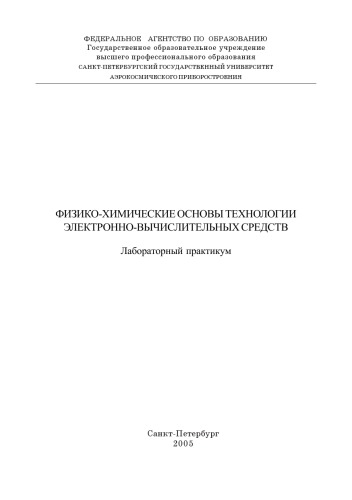 ФЕДЕРАЛЬНОЕ АГЕНТСТВО ПО ОБРАЗОВАНИЮ
Государственное образовательное учреждение
высшего профессионального образования
САНКТ-ПЕТЕРБУРГСКИЙ ГОСУДАРСТВЕННЫЙ УНИВЕРСИТЕТ
АЭРОКОСМИЧЕСКОГО ПРИБОРОСТРОЕНИЯ
ФИЗИКО-ХИМИЧЕСКИЕ ОСНОВЫ ТЕХНОЛОГИИ
ЭЛЕКТРОННО-ВЫЧИСЛИТЕЛЬНЫХ СРЕДСТВ
Лабораторный практикум
Санкт-Петербург
2005